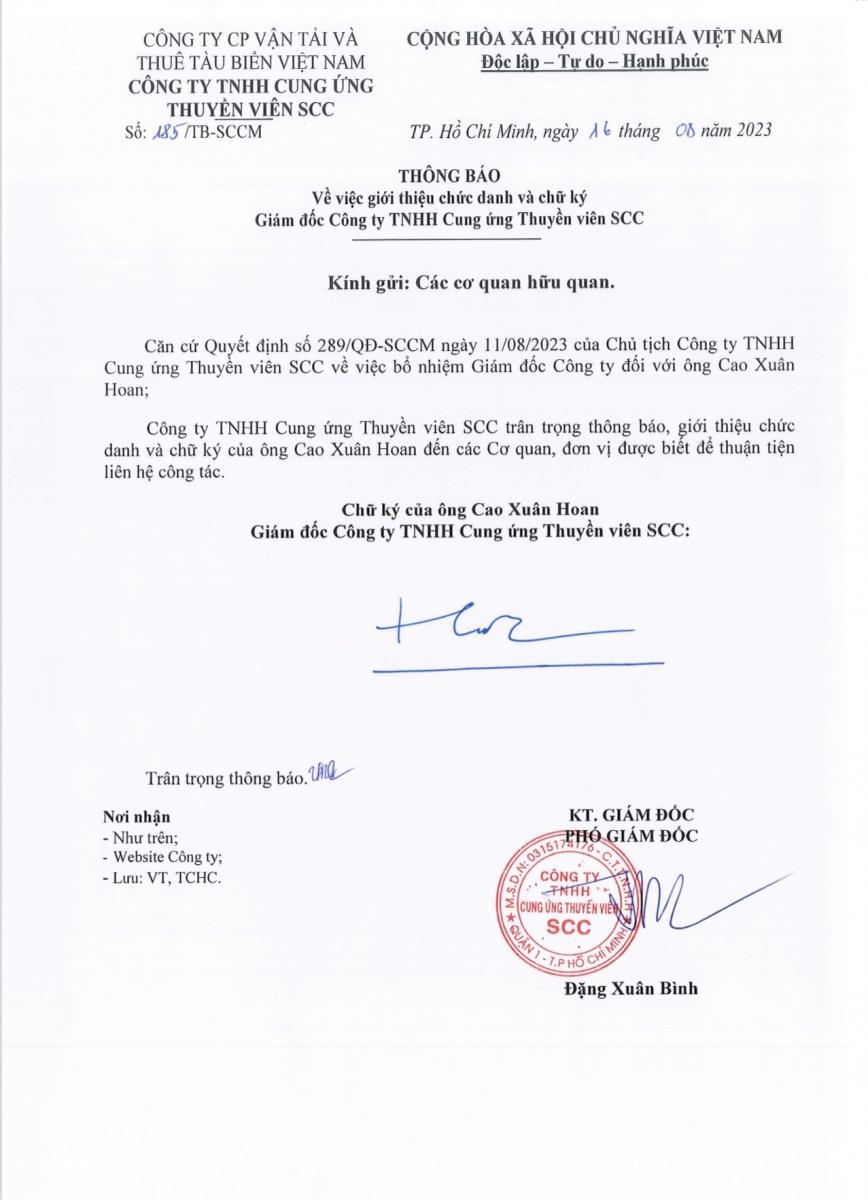 CÔNG TY CP VẬN TẢI VÀ
THUÊ TÀU BIỂN VIỆT NAM
CÔNG TY TNHH CUNG ỨNG
THUYỀN VIÊN SCC
Số: 185/TB-SCCM
CỘNG HÒA XÃ HỘI CHỦ NGHĨA VIỆT NAM
Độc lập – Tự do – Hạnh phúc
TP. Hồ Chí Minh, ngày 16 tháng 08 năm 2023
THÔNG BÁO
Về việc giới thiệu chức danh và chữ ký
Giám đốc Công ty TNHH Cung ứng Thuyền viên SCC
Kính gửi: Các cơ quan hữu quan.
Căn cứ Quyết định số 289/QĐ-SCCM ngày 11/08/2023 của Chủ tịch Công ty TNHH
Cung ứng Thuyền viên SCC về việc bổ nhiệm Giám đốc Công ty đối với ông Cao Xuân
Hoan;
Công ty TNHH Cung ứng Thuyền viên SCC trân trọng thông báo, giới thiệu chức
danh và chữ ký của ông Cao Xuân Hoan đến các Cơ quan, đơn vị được biết để thuận tiện
liên hệ công tác.
Chữ ký của ông Cao Xuân Hoan
Giám đốc Công ty TNHH Cung ứng Thuyền viên SCC:
Trân trọng thông báo.
Nơi nhận
- Như trên;
- Website Công ty;
- Lưu: VT, TCHC.
KT. GIÁM ĐỐC
PHÓ GIÁM ĐỐC
M.S.D.N: 0315174176 - C.T.T.N.H.H
CÔNG TY
TNHH
CUNG ỨNG THUYỀN VIÊN
SCC
QUẬN 1 - T.P HỒ CHÍ MINH
Đặng Xuân Bình